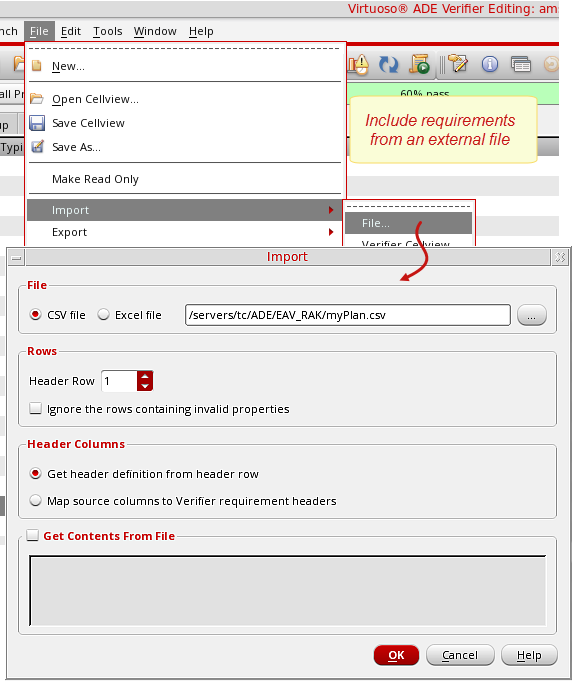 Virtuoso® ADE Verifier Editing: am
nch File Edit Tools Window Help
New...
all Pr
60% pass
Open Cellview...
Save Cellview
up
Save As...
Typi
Include requirements
from an external file
Make Read Only
Import
File...
Export
Verifier Cellview
Import
File
CSV file Excel file /servers/tc/ADE/EAV_RAK/myPlan.csv ...
Rows
Header Row 1
Ignore the rows containing invalid properties
Header Columns
Get header definition from header row
Map source columns to Verifier requirement headers
Get Contents From File
OK Cancel Help